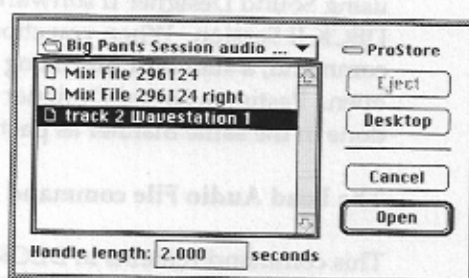 Big Pants Session audio ...
ProStore
Mix File 296124
Mix File 296124 right
track 2 Wavestation 1
Eject
Desktop
Cancel
Open
Handle length: 2.000 seconds